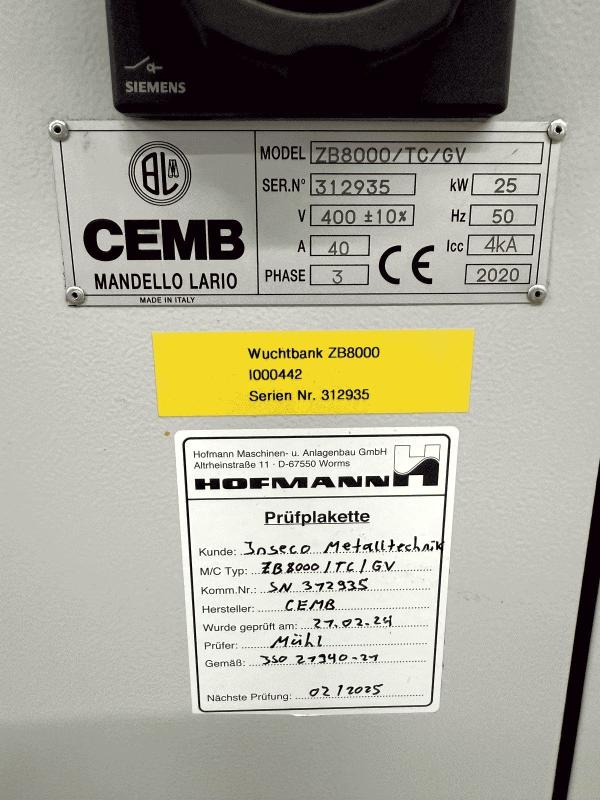 SIEMENS
CEMB
MANDELLO LARIO
MADE IN ITALY
MODEL ZB8000/TC/GV
SER.N° 312935 kW 25
V 400 ±10% Hz 50
A 40 Icc 4kA
PHASE 3 CE 2020
Wuchtbank ZB8000
I000442
Serien Nr. 312935
Hofmann Maschinen- u. Anlagenbau GmbH
Altrheinstraße 11 · D-67550 Worms
HOFMANN
Prüfplakette
Kunde: Inseco Metalltechnik
M/C Typ: ZB8000/TC/GV
Komm.Nr.: SN 312935
Hersteller: CEMB
Wurde geprüft am: 21.02.24
Prüfer: Mühl
Gemäß: ISO 21940-21
Nächste Prüfung: 02/2025